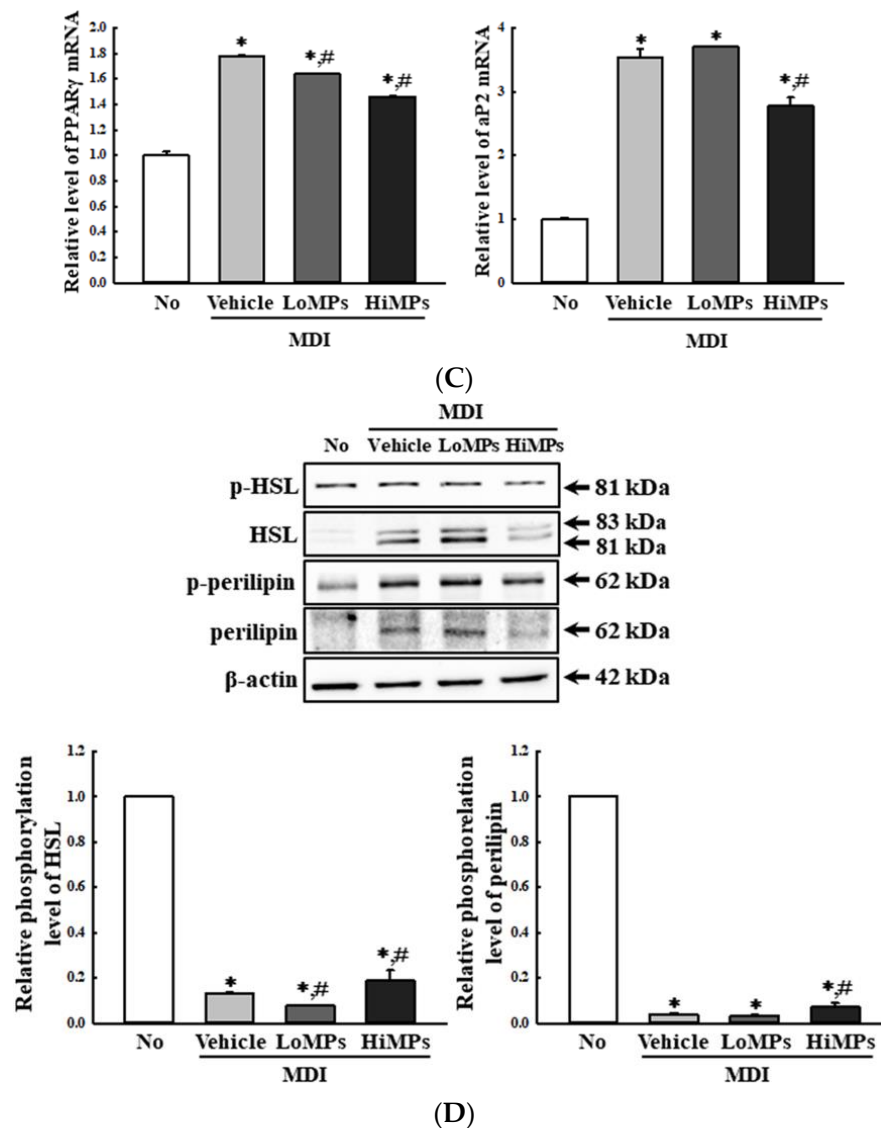 Relative level of PPARγ mRNA
2.0
1.8
1.6
1.4
1.2
1.0
0.8
0.6
0.4
0.2
0.0
*
*,#
*,#
No Vehicle LoMPs HiMPs
MDI
Relative level of aP2 mRNA
4
3
2
1
0
*
*
*,#
No Vehicle LoMPs HiMPs
MDI
(C)
MDI
No Vehicle LoMPs HiMPs
p-HSL 81 kDa
HSL 83 kDa
81 kDa
p-perilipin 62 kDa
perilipin 62 kDa
β-actin 42 kDa
Relative phosphorylation
level of HSL
1.2
1.0
0.8
0.6
0.4
0.2
0.0
*
*,#
*,#
No Vehicle LoMPs HiMPs
MDI
Relative phosphorelation
level of perilipin
1.2
1.0
0.8
0.6
0.4
0.2
0.0
*
*
*,#
No Vehicle LoMPs HiMPs
MDI
(D)